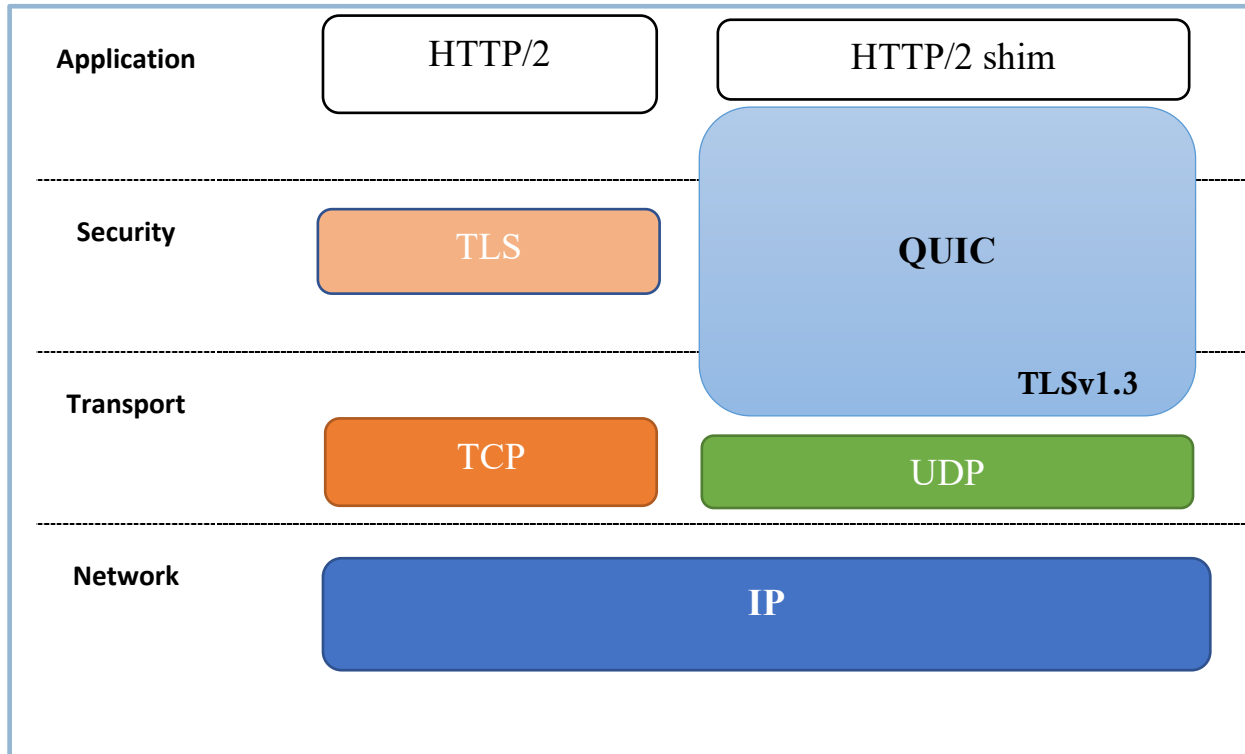 Application
HTTP/2
HTTP/2 shim
Security
TLS
QUIC
TLSv1.3
Transport
TCP
UDP
Network
IP